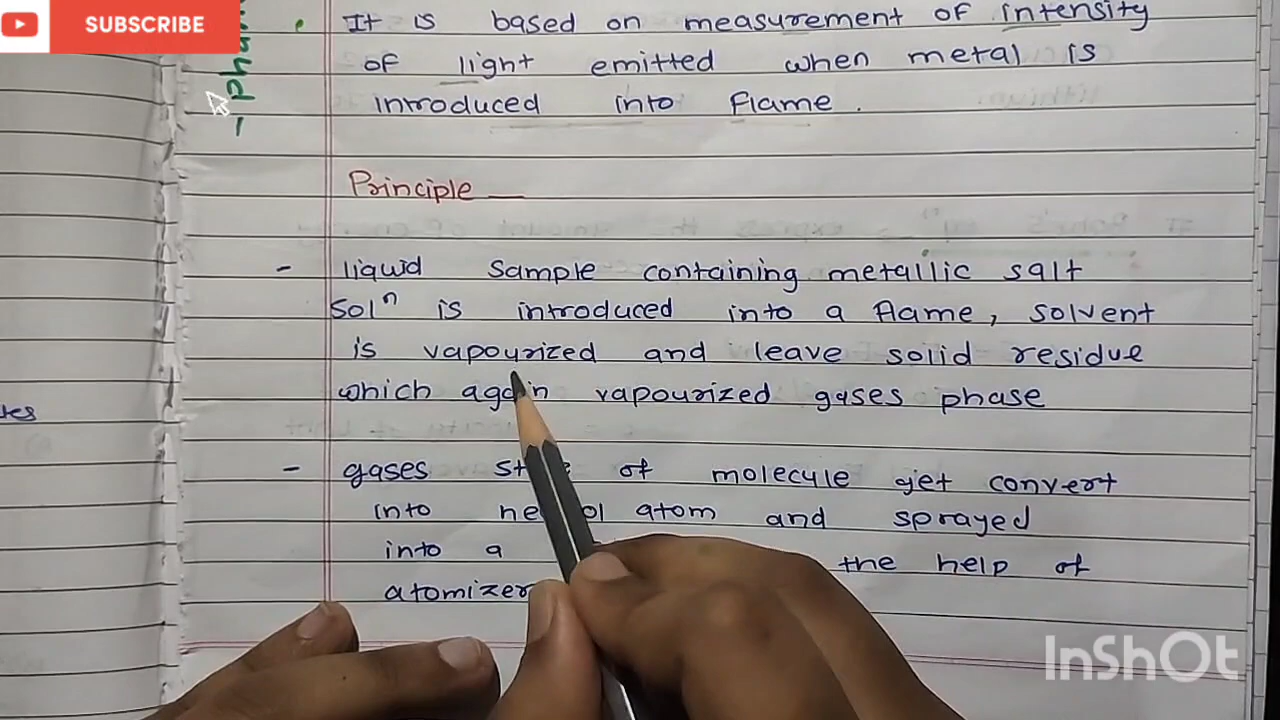 SUBSCRIBE
It is based on measurement of intensity
of light emitted when metal is
introduced into flame.
Principle —
- liquid sample containing metallic salt
solⁿ is introduced into a flame, solvent
is vapourized and leave solid residue
which again vapourized gases phase
- gases of molecule get convert
into atom and sprayed
into a the help of
atomizer
InShOt